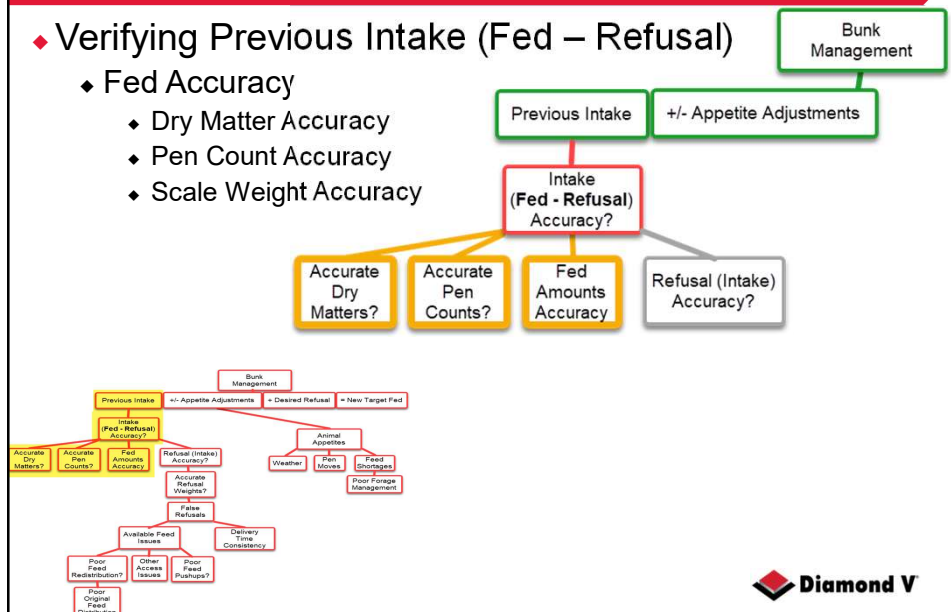 Verifying Previous Intake (Fed – Refusal)
Fed Accuracy
Dry Matter Accuracy
Pen Count Accuracy
Scale Weight Accuracy
Bunk
Management
Previous Intake
+/- Appetite Adjustments
Intake
(Fed - Refusal)
Accuracy?
Accurate
Dry
Matters?
Accurate
Pen
Counts?
Fed
Amounts
Accuracy
Refusal (Intake)
Accuracy?
Bunk
Management
Previous Intake
+/- Appetite Adjustments
+ Desired Refusal
= New Target Fed
Intake
(Fed - Refusal)
Accuracy?
Accurate
Dry
Matters?
Accurate
Pen
Counts?
Fed
Amounts
Accuracy
Refusal (Intake)
Accuracy?
Animal
Appetites
Weather
Pen
Moves
Feed
Shortages
Poor Forage
Management
Accurate
Refusal
Weights?
False
Refusals
Available Feed
Issues
Delivery
Time
Consistency
Poor
Feed
Redistribution?
Other
Access
Issues
Poor
Feed
Pushups?
Poor
Original
Feed
Diamond V